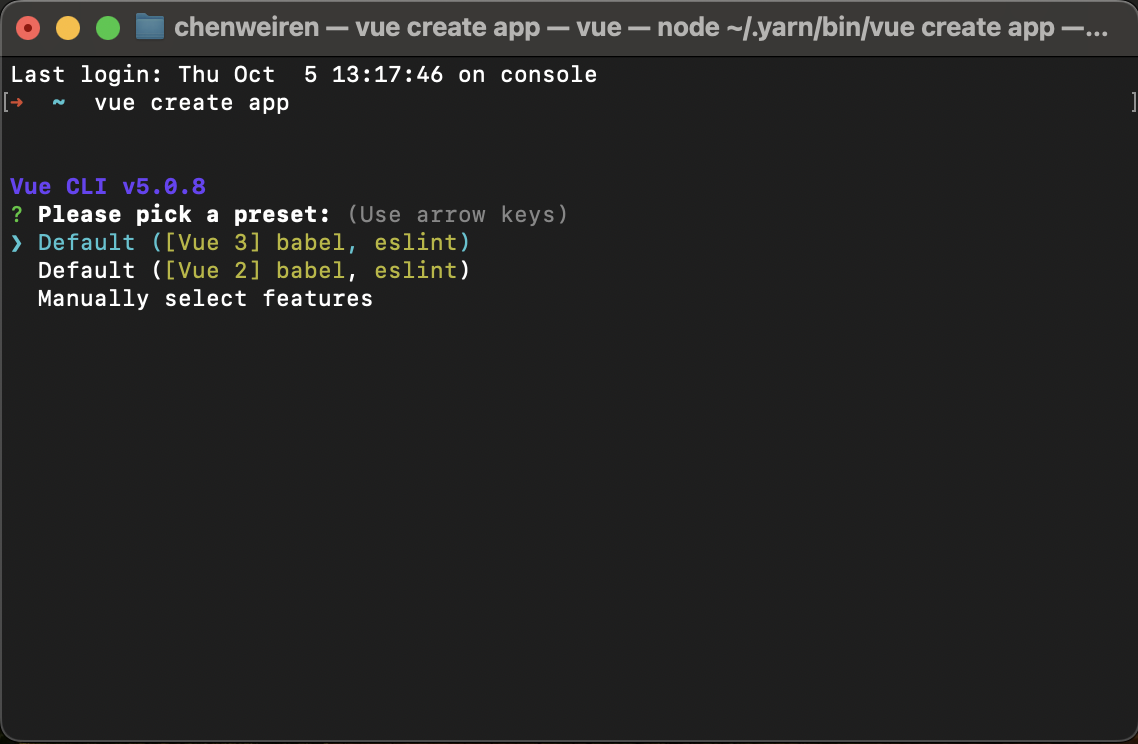 chenweiren — vue create app — vue — node ~/.yarn/bin/vue create app —...
Last login: Thu Oct  5 13:17:46 on console
[➜  ~  vue create app ]
Vue CLI v5.0.8
? Please pick a preset: (Use arrow keys)
❯ Default ([Vue 3] babel, eslint)
  Default ([Vue 2] babel, eslint)
  Manually select features